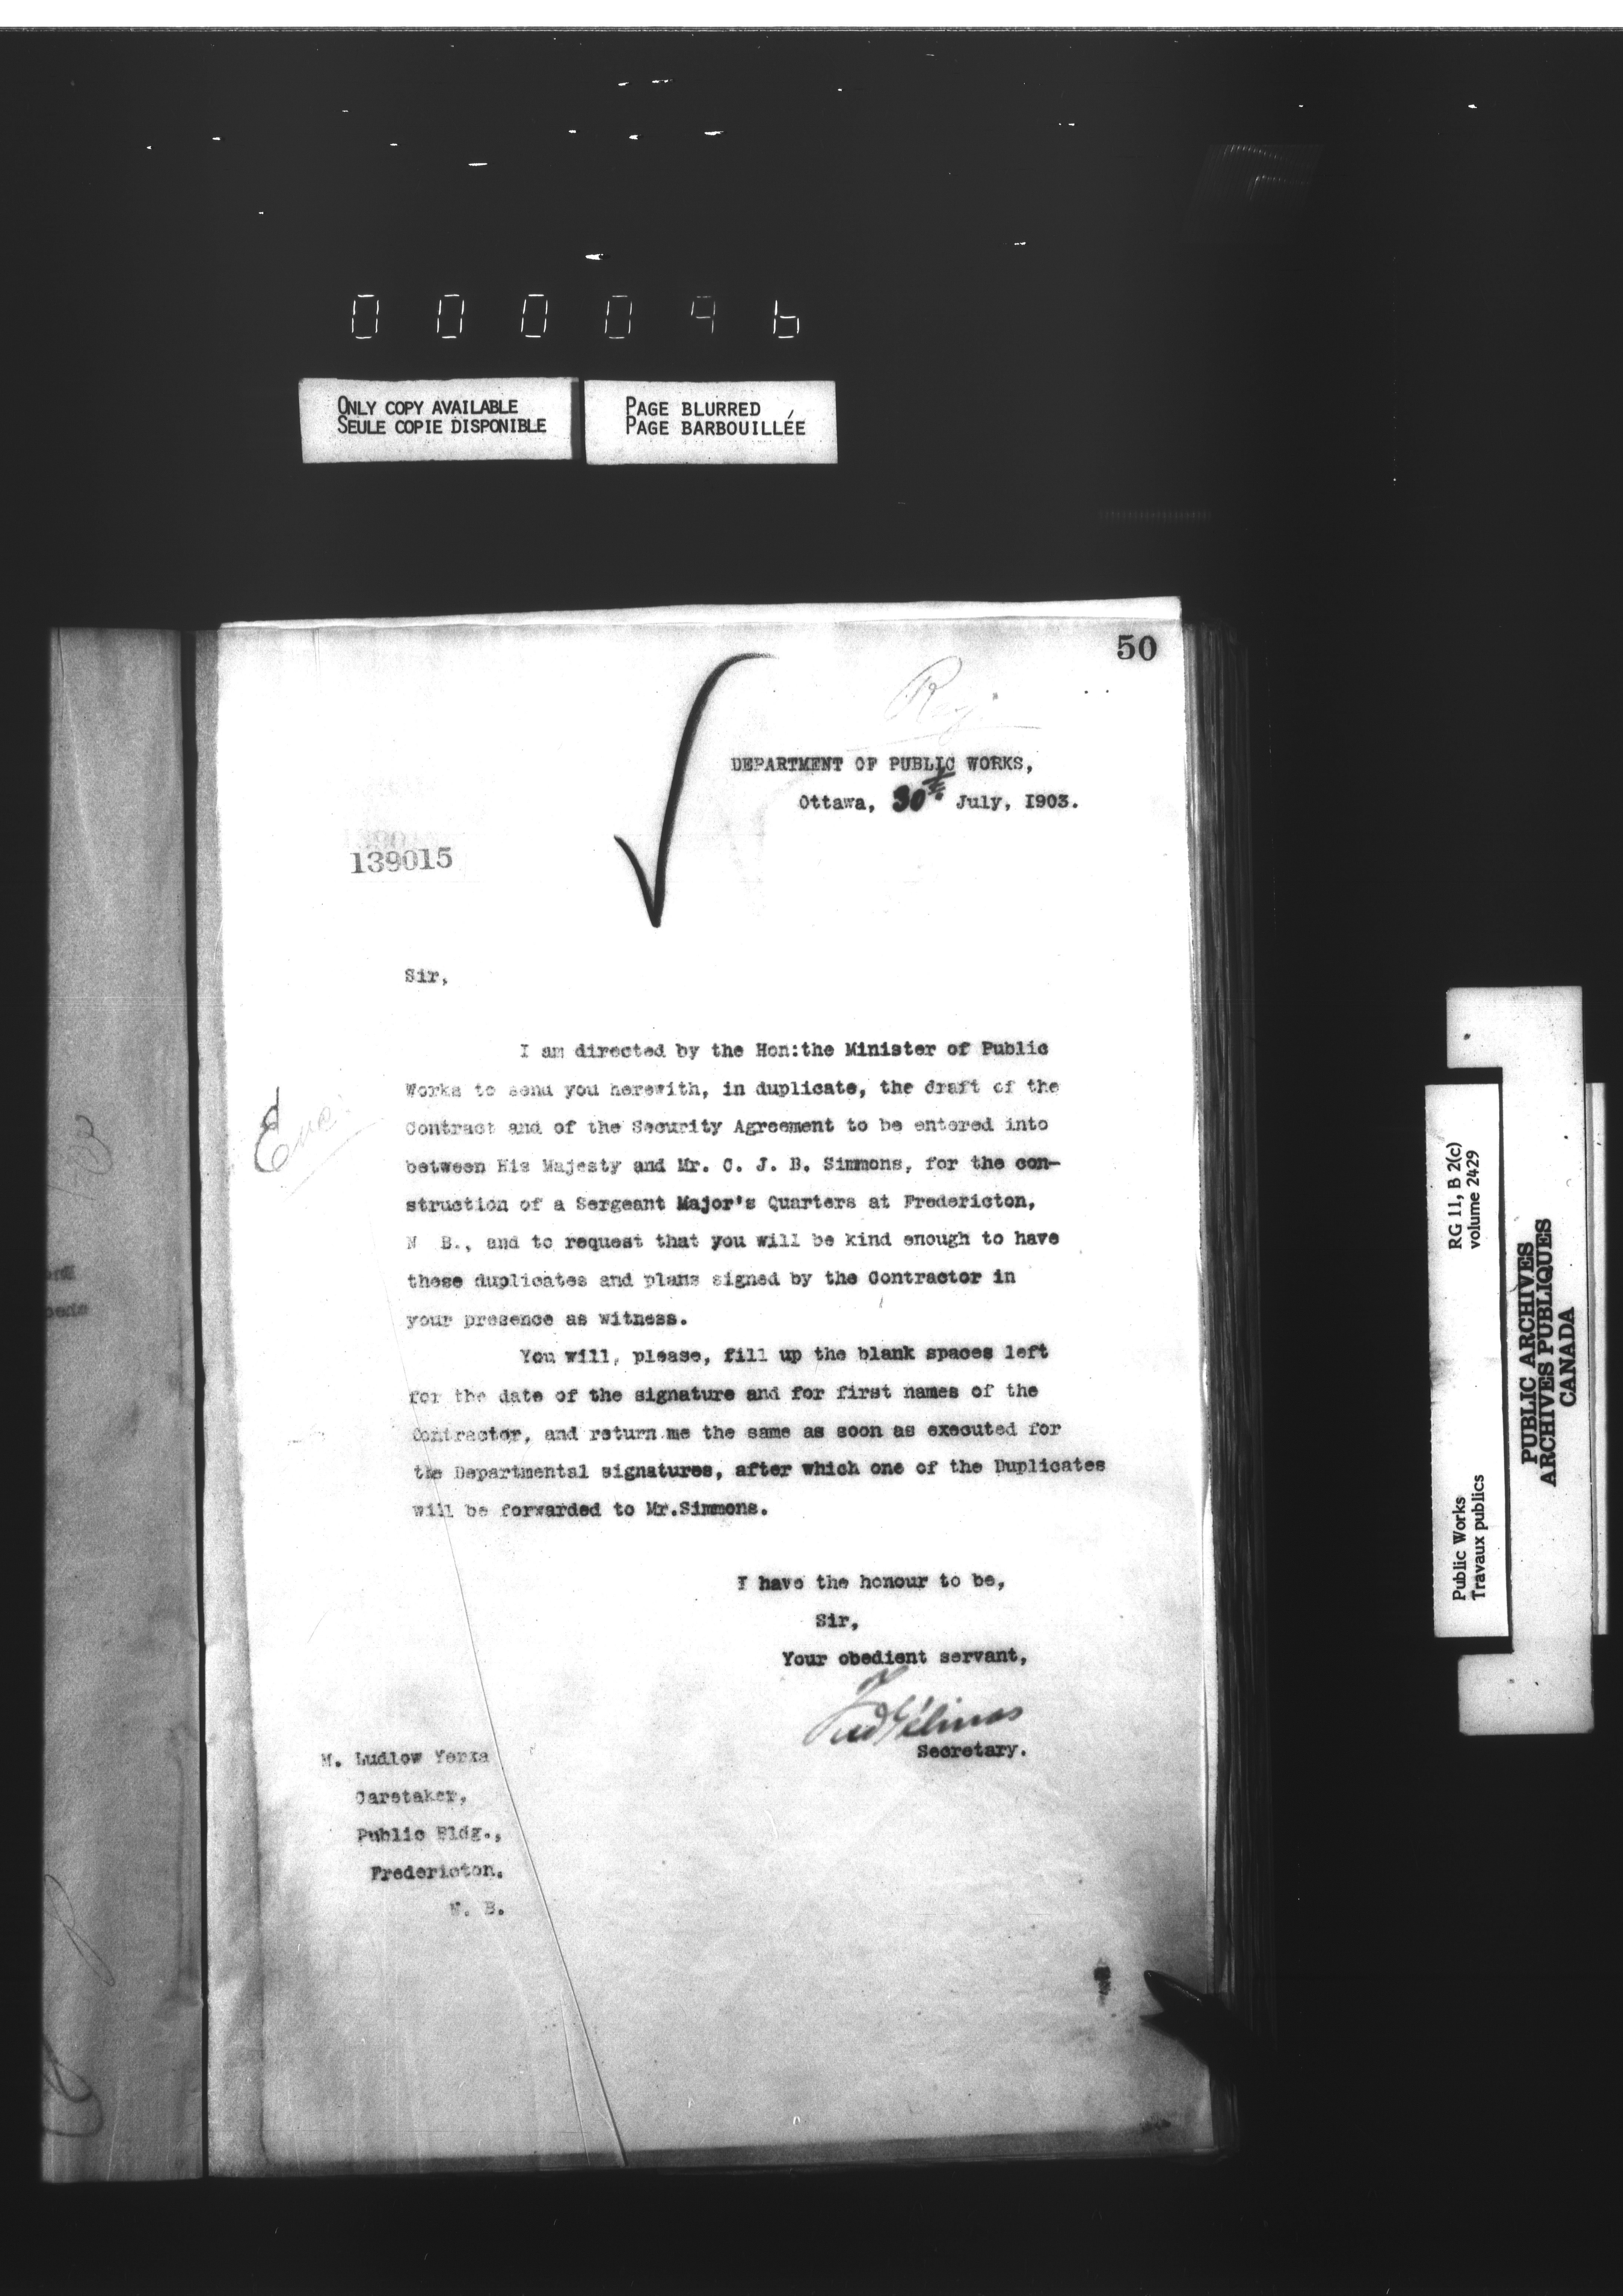 000096
ONLY COPY AVAILABLE
SEULE COPIE DISPONIBLE
PAGE BLURRED
PAGE BARBOUILLÉE
50
Reg.
DEPARTMENT OF PUBLIC WORKS,
Ottawa, 30th July, 1903.
139015
Sir,
I am directed by the Hon:the Minister of Public
Works to send you herewith, in duplicate, the draft of the
Contract and of the Security Agreement to be entered into
between His Majesty and Mr. C. J. B. Simmons, for the con-
struction of a Sergeant Major's Quarters at Fredericton,
N B., and to request that you will be kind enough to have
these duplicates and plans signed by the Contractor in
your presence as witness.
Enc.
You will, please, fill up the blank spaces left
for the date of the signature and for first names of the
Contractor, and return me the same as soon as executed for
the Departmental signatures, after which one of the Duplicates
will be forwarded to Mr.Simmons.
I have the honour to be,
Sir,
Your obedient servant,
Fred Gélinas
Secretary.
M. Ludlow Yerxa
Caretaker,
Public Bldg.,
Fredericton.
N. B.
RG 11, B 2(c)
volume 2429
Public Works
Travaux publics
PUBLIC ARCHIVES
ARCHIVES PUBLIQUES
CANADA